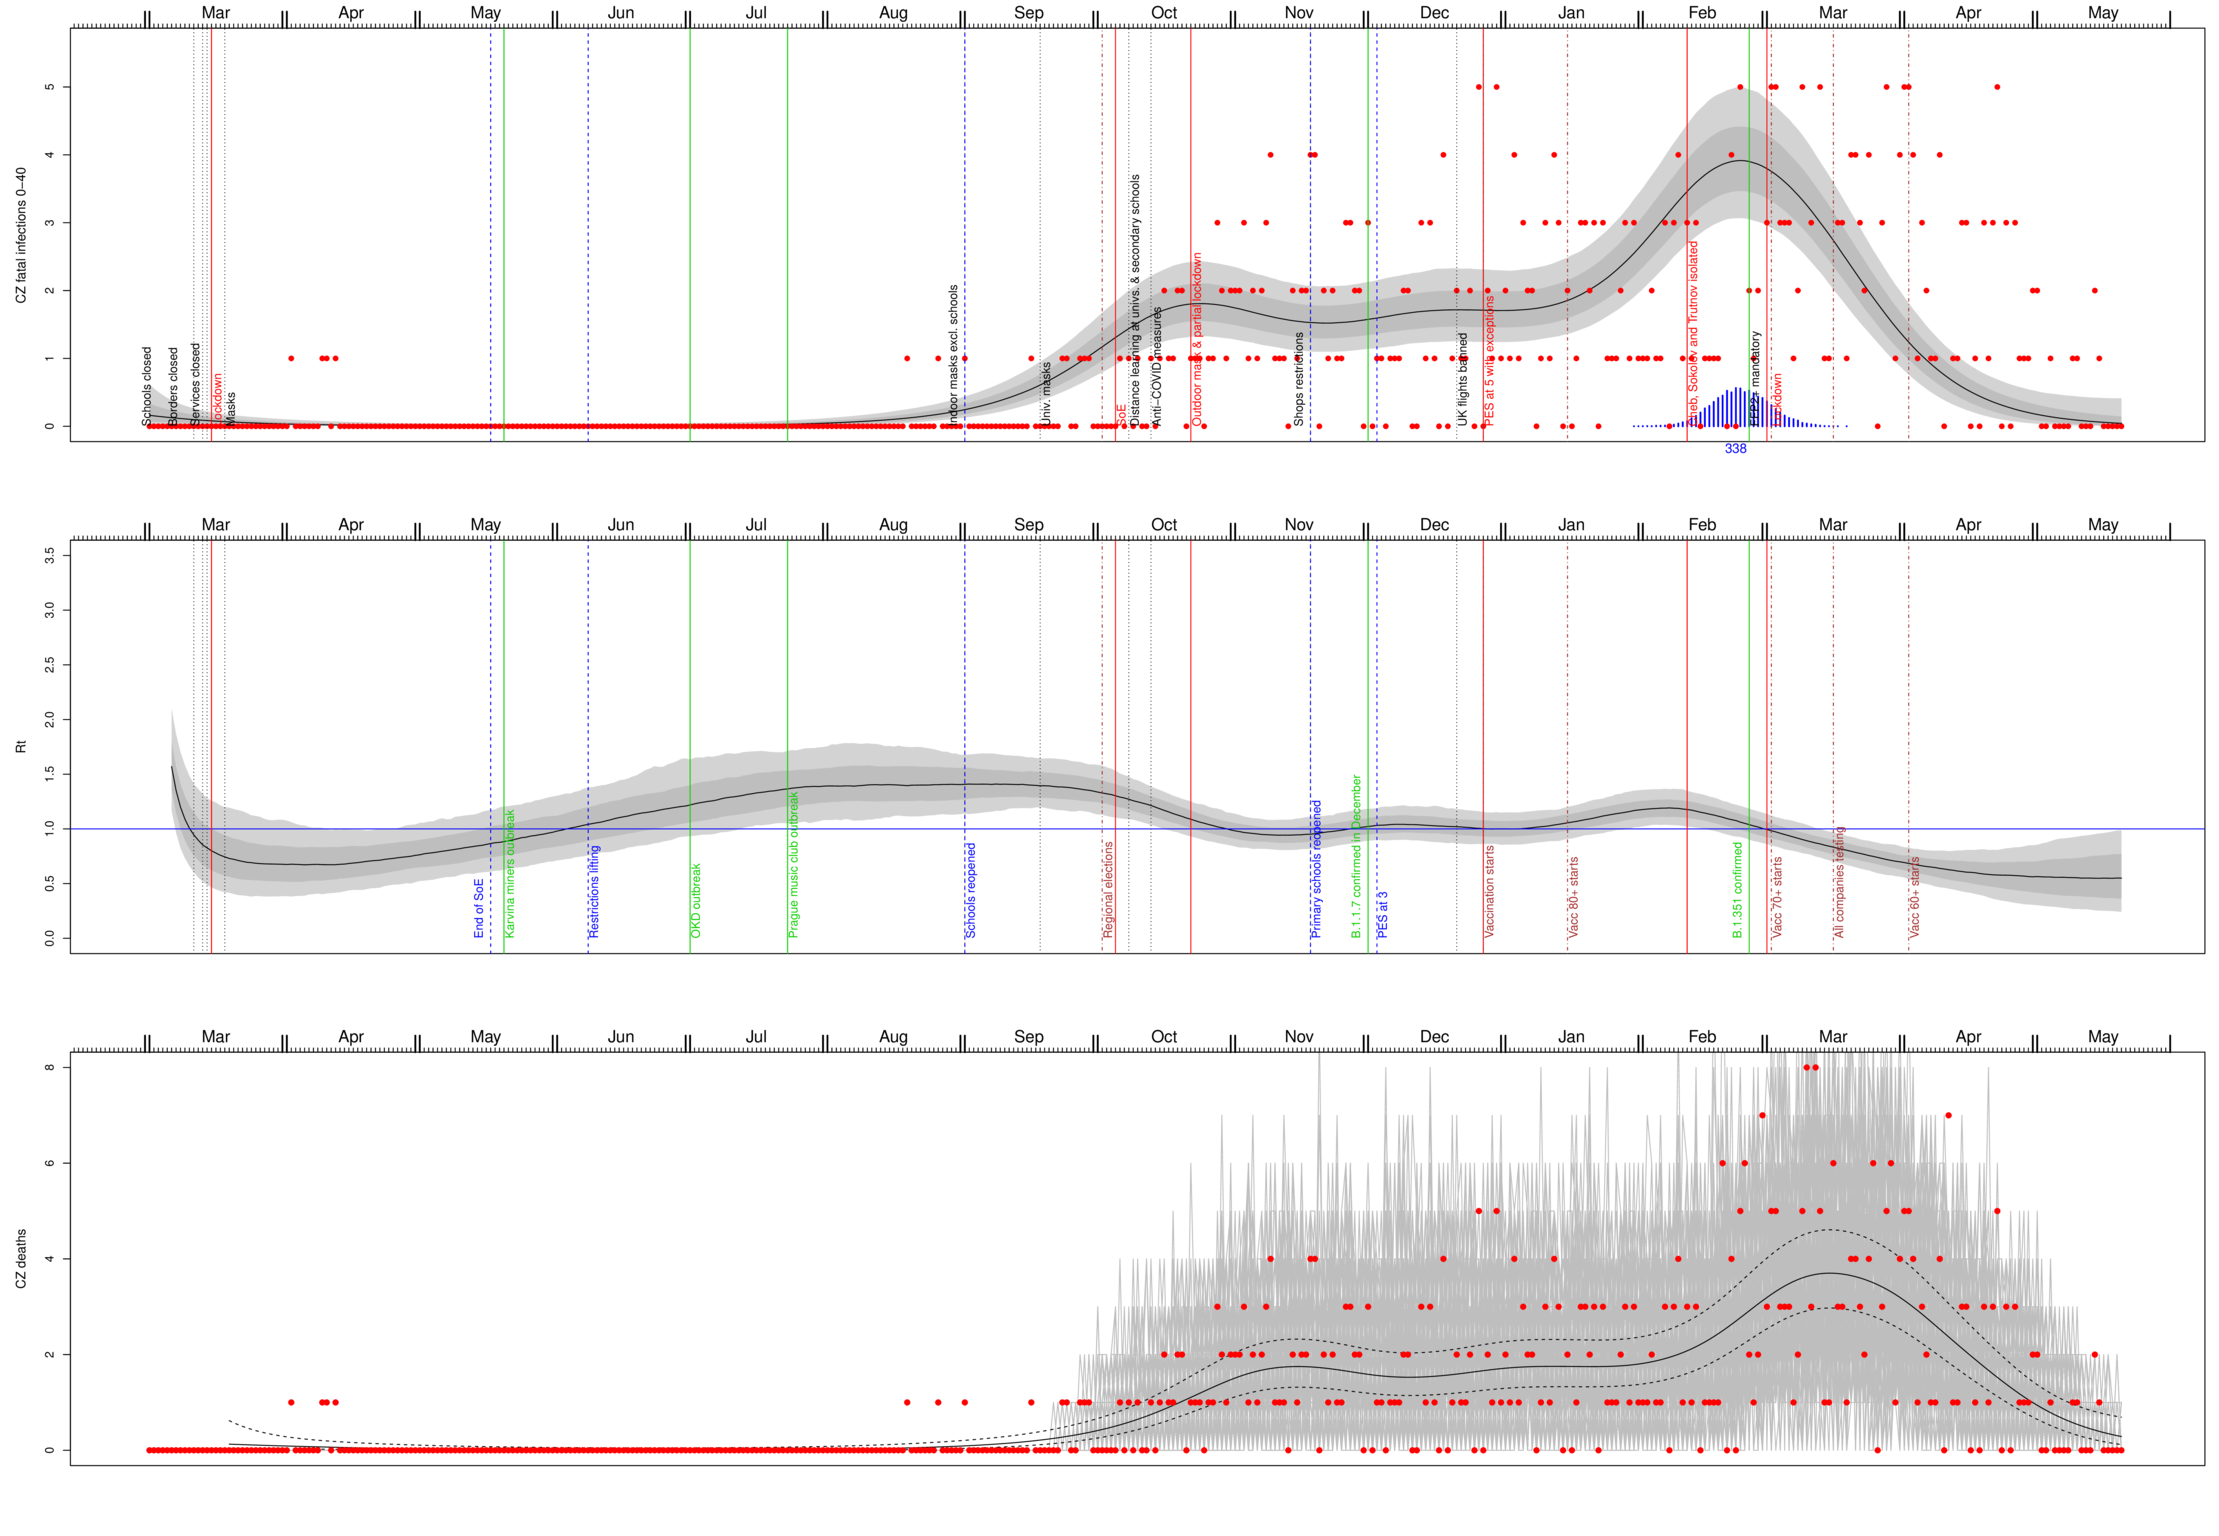 Mar Apr May Jun Jul Aug Sep Oct Nov Dec Jan Feb Mar Apr May
CZ fatal infections 0−40
5
4
3
2
1
0
Schools closed
Borders closed
Services closed
Lockdown
Masks
Indoor masks excl. schools
Univ. masks
SoE
Distance learning at univs. & secondary schools
Anti−COVID measures
Outdoor mask & partial lockdown
Shops restrictions
UK flights banned
PES at 5 with exceptions
Cheb, Sokolov and Trutnov isolated
FFP2+ mandatory
Lockdown
338
Mar Apr May Jun Jul Aug Sep Oct Nov Dec Jan Feb Mar Apr May
Rt
3.5
3.0
2.5
2.0
1.5
1.0
0.5
0.0
End of SoE
Karvina miners outbreak
Restrictions lifting
OKD outbreak
Prague music club outbreak
Schools reopened
Regional elections
Primary schools reopened
B.1.1.7 confirmed in December
PES at 3
Vaccination starts
Vacc 80+ starts
B.1.351 confirmed
Vacc 70+ starts
All companies testing
Vacc 60+ starts
Mar Apr May Jun Jul Aug Sep Oct Nov Dec Jan Feb Mar Apr May
CZ deaths
8
6
4
2
0